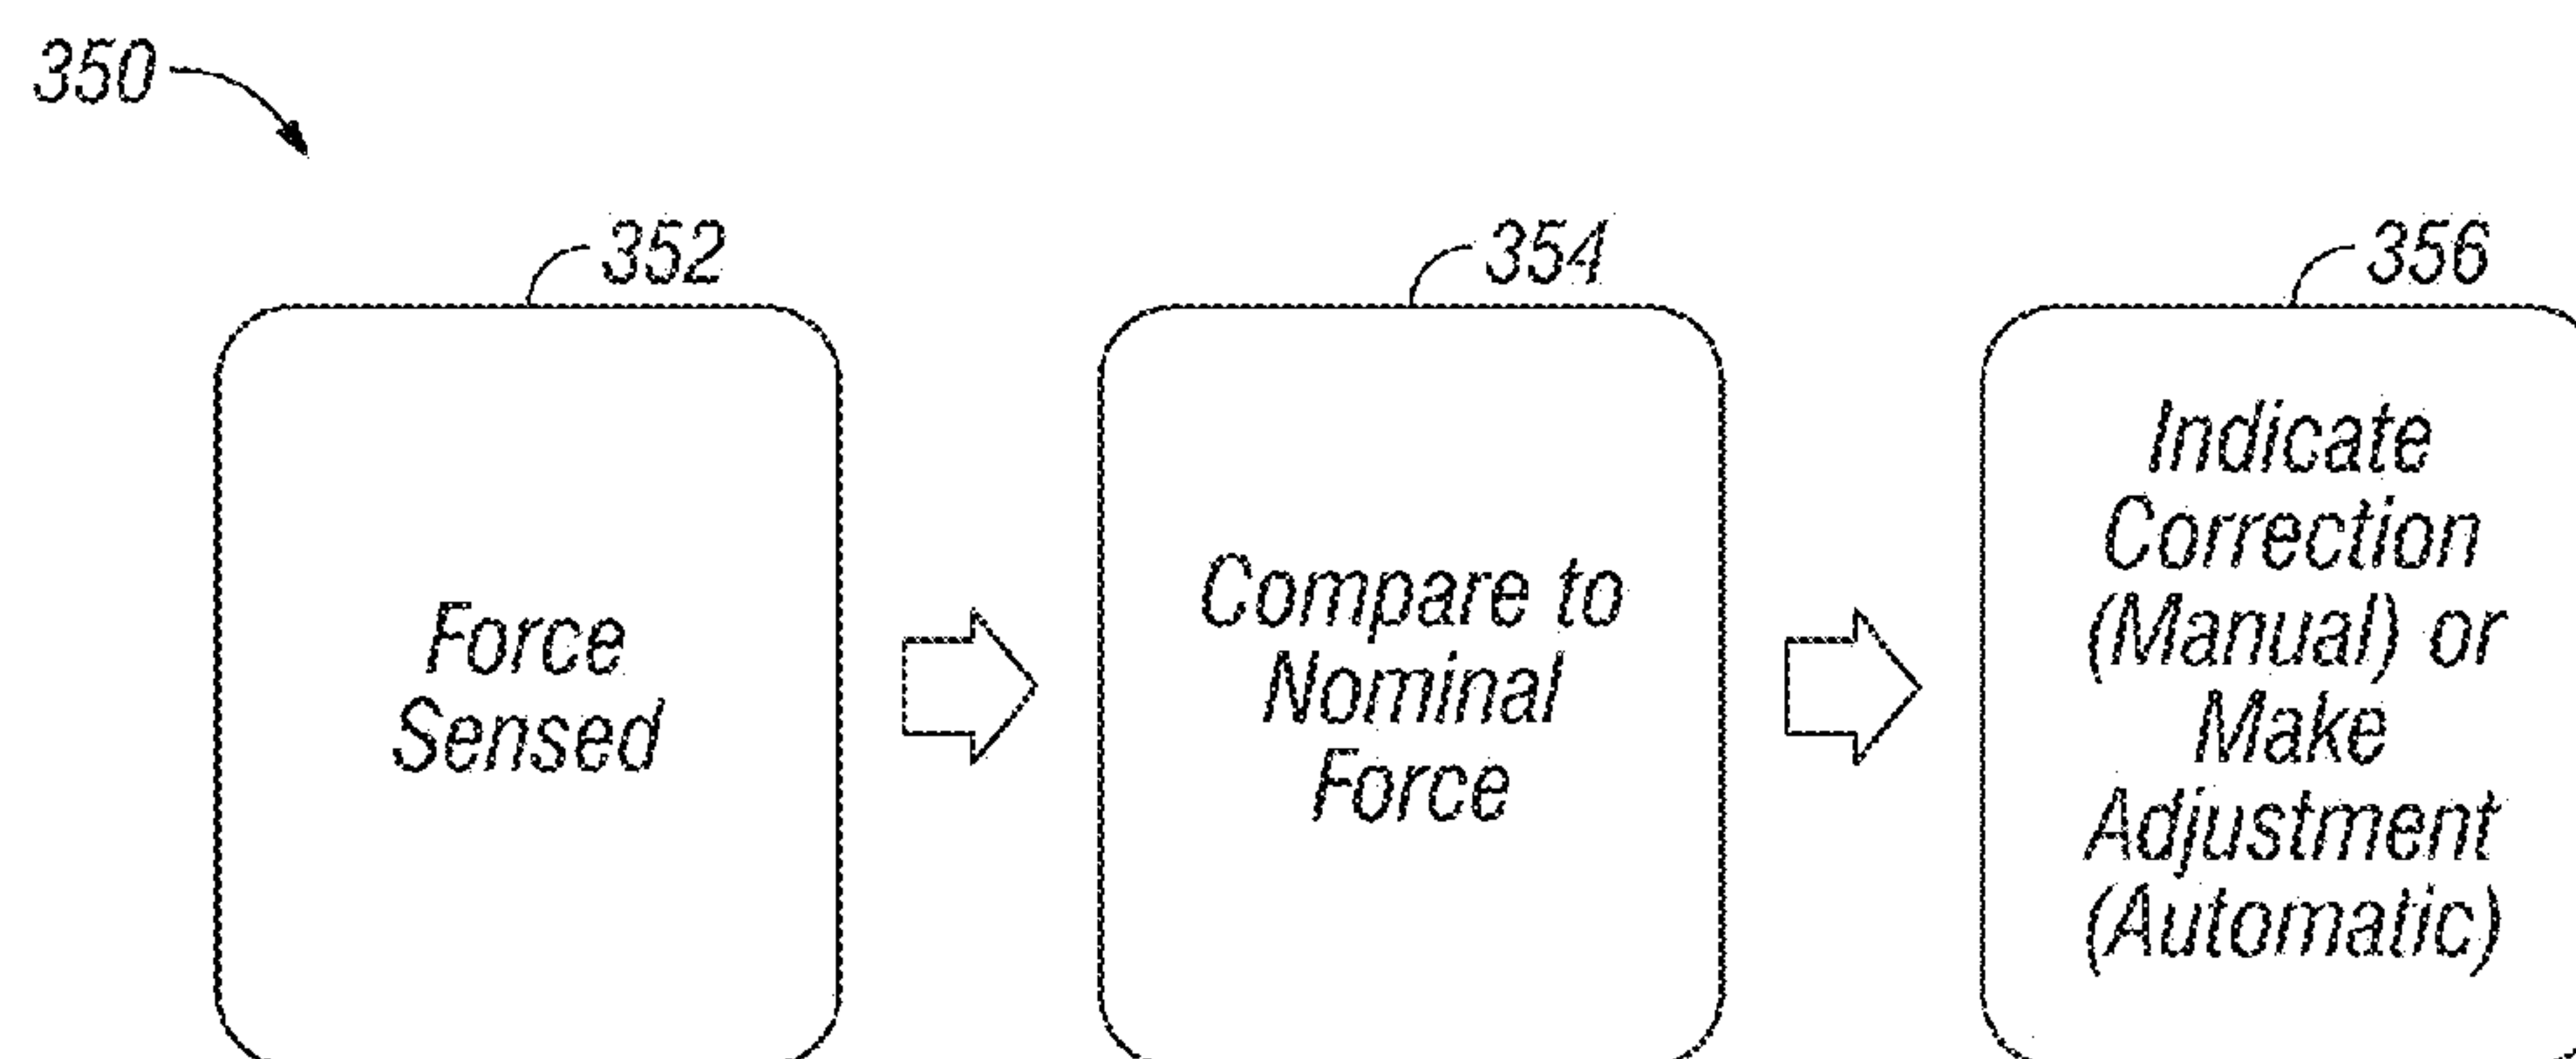 350
352
Force
Sensed
354
Compare to
Nominal
Force
356
Indicate
Correction
(Manual) or
Make
Adjustment
(Automatic)